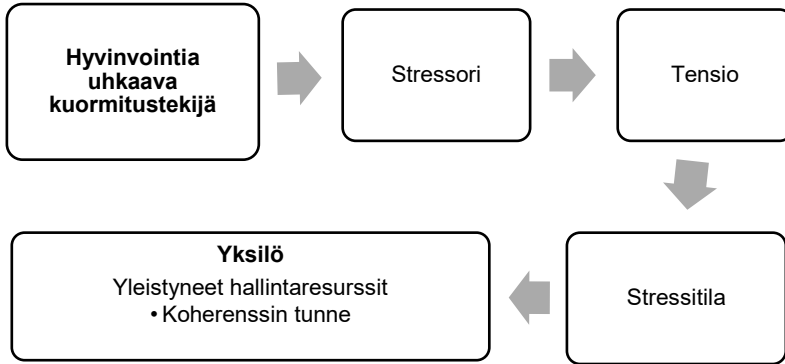 Hyvinvointia
uhkaava
kuormitustekijä
Stressori
Tensio
Stressitila
Yksilö
Yleistyneet hallintaresurssit
• Koherenssin tunne